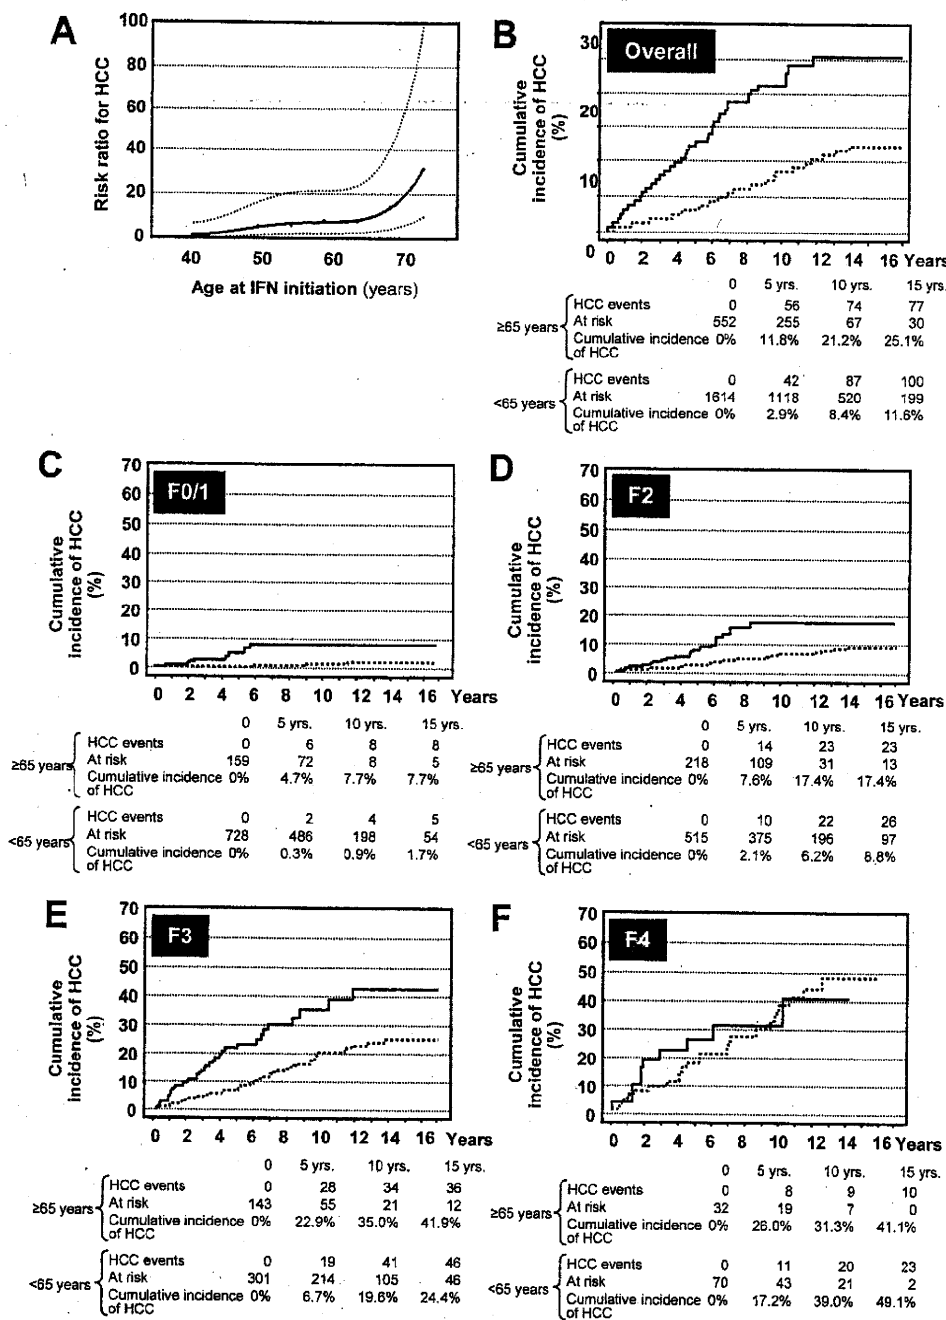 A
Risk ratio for HCC
100
80
60
40
20
0
40 50 60 70
Age at IFN initiation (years)
B
Overall
Cumulative
incidence of HCC
(%)
30
20
10
0
0 2 4 6 8 10 12 14 16 Years
0 5 yrs. 10 yrs. 15 yrs.
≥65 years
HCC events 0 56 74 77
At risk 552 255 67 30
Cumulative incidence 0% 11.8% 21.2% 25.1%
of HCC
<65 years
HCC events 0 42 87 100
At risk 1614 1118 520 199
Cumulative incidence 0% 2.9% 8.4% 11.6%
of HCC
C
F0/1
Cumulative
incidence of HCC
(%)
70
60
50
40
30
20
10
0
0 2 4 6 8 10 12 14 16 Years
0 5 yrs. 10 yrs. 15 yrs.
≥65 years
HCC events 0 6 8 8
At risk 159 72 8 5
Cumulative incidence 0% 4.7% 7.7% 7.7%
of HCC
<65 years
HCC events 0 2 4 5
At risk 728 486 198 54
Cumulative incidence 0% 0.3% 0.9% 1.7%
of HCC
D
F2
Cumulative
incidence of HCC
(%)
70
60
50
40
30
20
10
0
0 2 4 6 8 10 12 14 16 Years
0 5 yrs. 10 yrs. 15 yrs.
≥65 years
HCC events 0 14 23 23
At risk 218 109 31 13
Cumulative incidence 0% 7.6% 17.4% 17.4%
of HCC
<65 years
HCC events 0 10 22 26
At risk 515 375 196 97
Cumulative incidence 0% 2.1% 6.2% 8.8%
of HCC
E
F3
Cumulative
incidence of HCC
(%)
70
60
50
40
30
20
10
0
0 2 4 6 8 10 12 14 16 Years
0 5 yrs. 10 yrs. 15 yrs.
≥65 years
HCC events 0 28 34 36
At risk 143 55 21 12
Cumulative incidence 0% 22.9% 35.0% 41.9%
of HCC
<65 years
HCC events 0 19 41 46
At risk 301 214 105 46
Cumulative incidence 0% 6.7% 19.6% 24.4%
of HCC
F
F4
Cumulative
incidence of HCC
(%)
70
60
50
40
30
20
10
0
0 2 4 6 8 10 12 14 16 Years
0 5 yrs. 10 yrs. 15 yrs.
≥65 years
HCC events 0 8 9 10
At risk 32 19 7 0
Cumulative incidence 0% 26.0% 31.3% 41.1%
of HCC
<65 years
HCC events 0 11 20 23
At risk 70 43 21 2
Cumulative incidence 0% 17.2% 39.0% 49.1%
of HCC